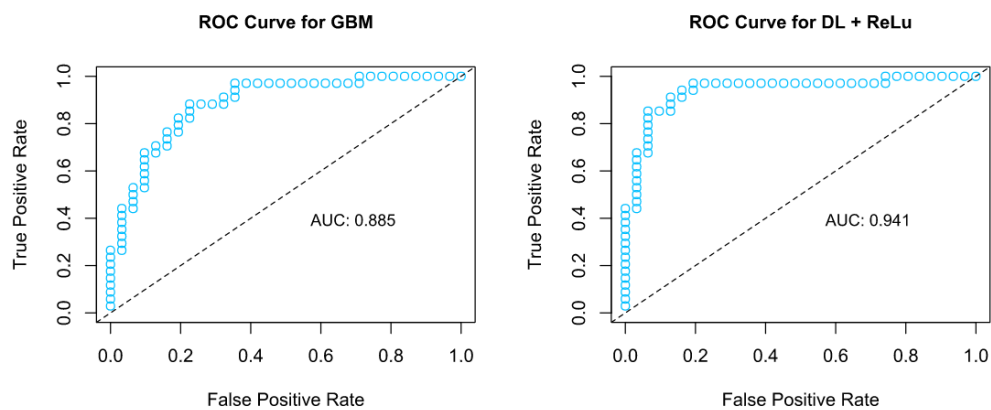 ROC Curve for GBM
True Positive Rate
1.0
0.8
0.6
0.4
0.2
0.0
AUC: 0.885
0.0 0.2 0.4 0.6 0.8 1.0
False Positive Rate
ROC Curve for DL + ReLu
True Positive Rate
1.0
0.8
0.6
0.4
0.2
0.0
AUC: 0.941
0.0 0.2 0.4 0.6 0.8 1.0
False Positive Rate